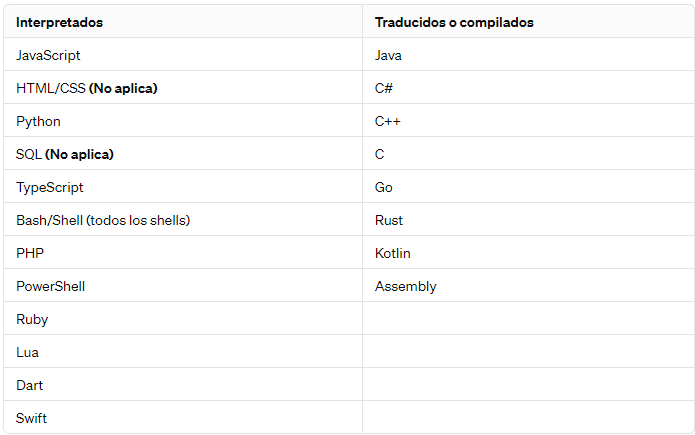 Interpretados Traducidos o compilados
JavaScript Java
HTML/CSS (No aplica) C#
Python C++
SQL (No aplica) C
TypeScript Go
Bash/Shell (todos los shells) Rust
PHP Kotlin
PowerShell Assembly
Ruby
Lua
Dart
Swift